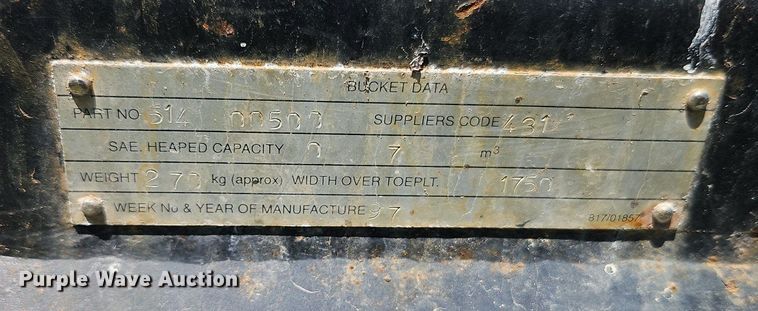 BUCKET DATA
PART NO 514 00500 SUPPLIERS CODE 431
SAE. HEAPED CAPACITY 0 7 m³
WEIGHT 270 kg (approx) WIDTH OVER TOEPLT. 1750
WEEK No & YEAR OF MANUFACTURE 97
817/01857
Purple Wave Auction